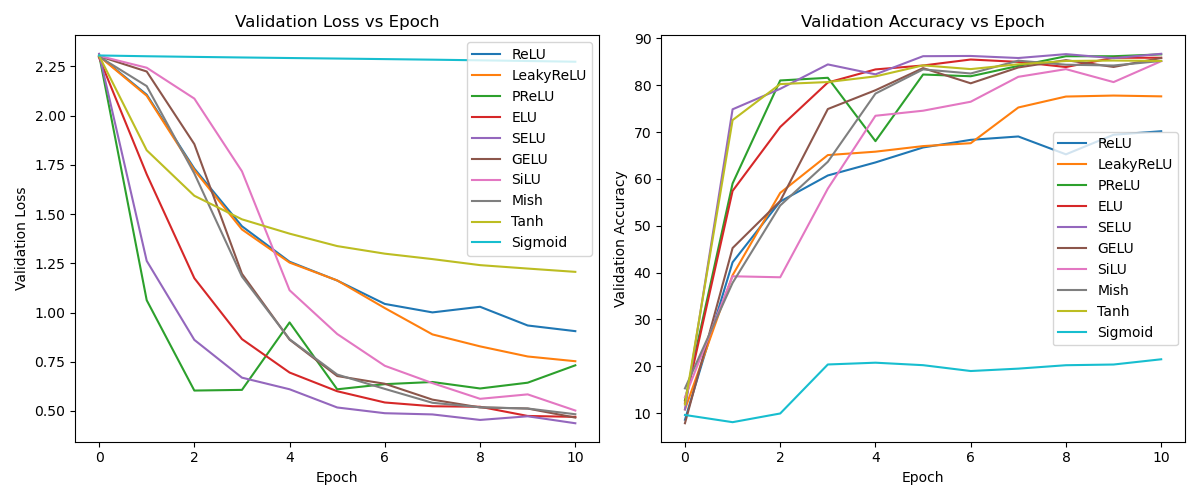 Validation Loss vs Epoch
Validation Loss
2.25
2.00
1.75
1.50
1.25
1.00
0.75
0.50
0
2
4
6
8
10
Epoch
ReLU
LeakyReLU
PReLU
ELU
SELU
GELU
SiLU
Mish
Tanh
Sigmoid
Validation Accuracy vs Epoch
Validation Accuracy
90
80
70
60
50
40
30
20
10
0
2
4
6
8
10
Epoch
ReLU
LeakyReLU
PReLU
ELU
SELU
GELU
SiLU
Mish
Tanh
Sigmoid